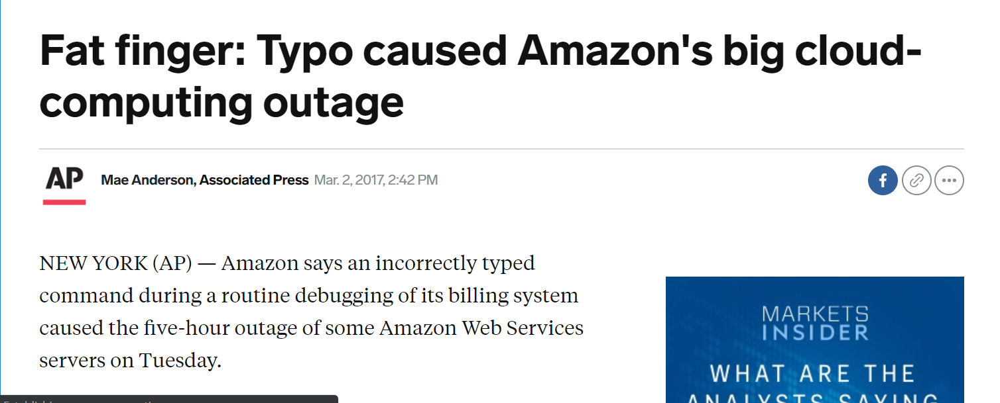 Fat finger: Typo caused Amazon's big cloud-
computing outage
AP
Mae Anderson, Associated Press Mar. 2, 2017, 2:42 PM
NEW YORK (AP) — Amazon says an incorrectly typed
command during a routine debugging of its billing system
caused the five-hour outage of some Amazon Web Services
servers on Tuesday.
MARKETS
INSIDER
WHAT ARE THE
ANALYSTS SAYING